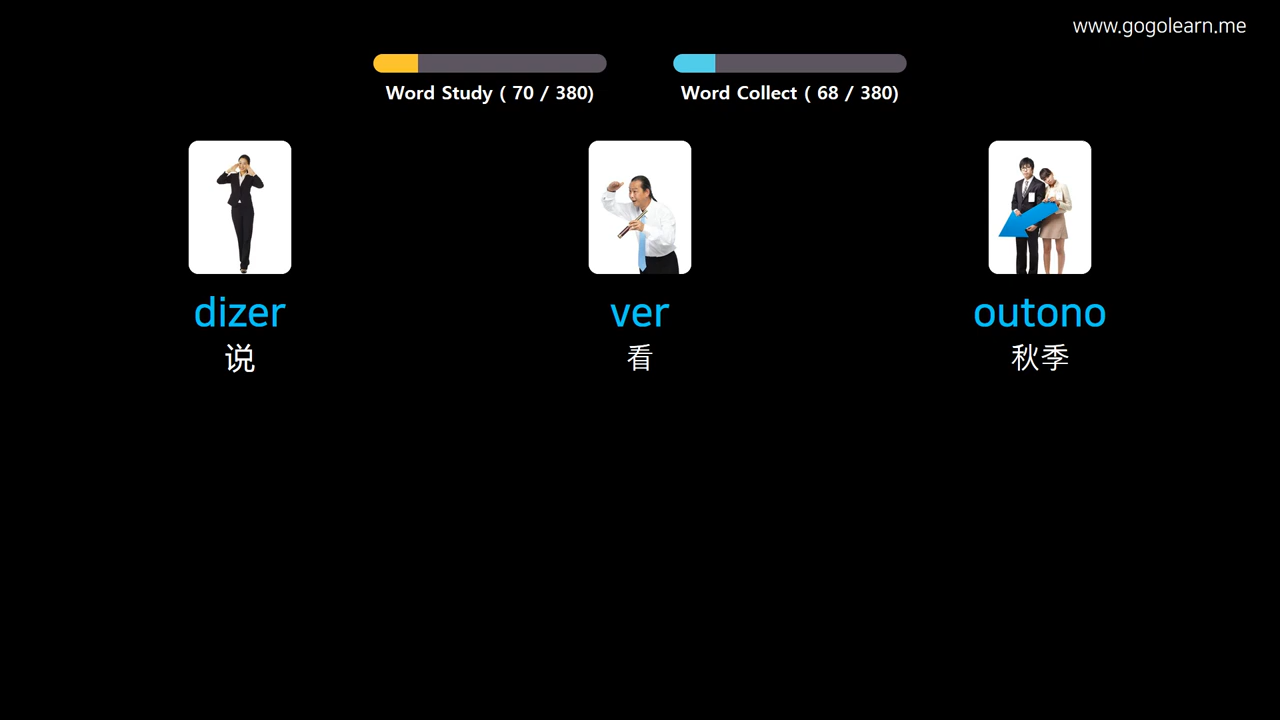 www.gogolearn.me
Word Study ( 70 / 380)
Word Collect ( 68 / 380)
dizer
说
ver
看
outono
秋季